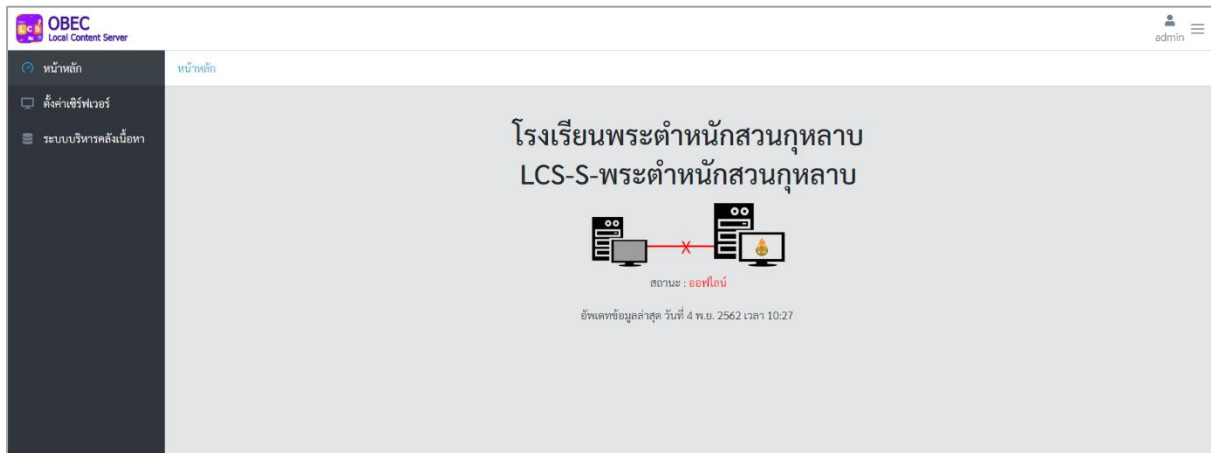 LCS
OBEC
Local Content Server
admin
หน้าหลัก
หน้าหลัก
ตั้งค่าเซิร์ฟเวอร์
ระบบบริหารคลังเนื้อหา
โรงเรียนพระตำหนักสวนกุหลาบ
LCS-S-พระตำหนักสวนกุหลาบ
X
สถานะ : ออฟไลน์
อัพเดทข้อมูลล่าสุด วันที่ 4 พ.ย. 2562 เวลา 10:27